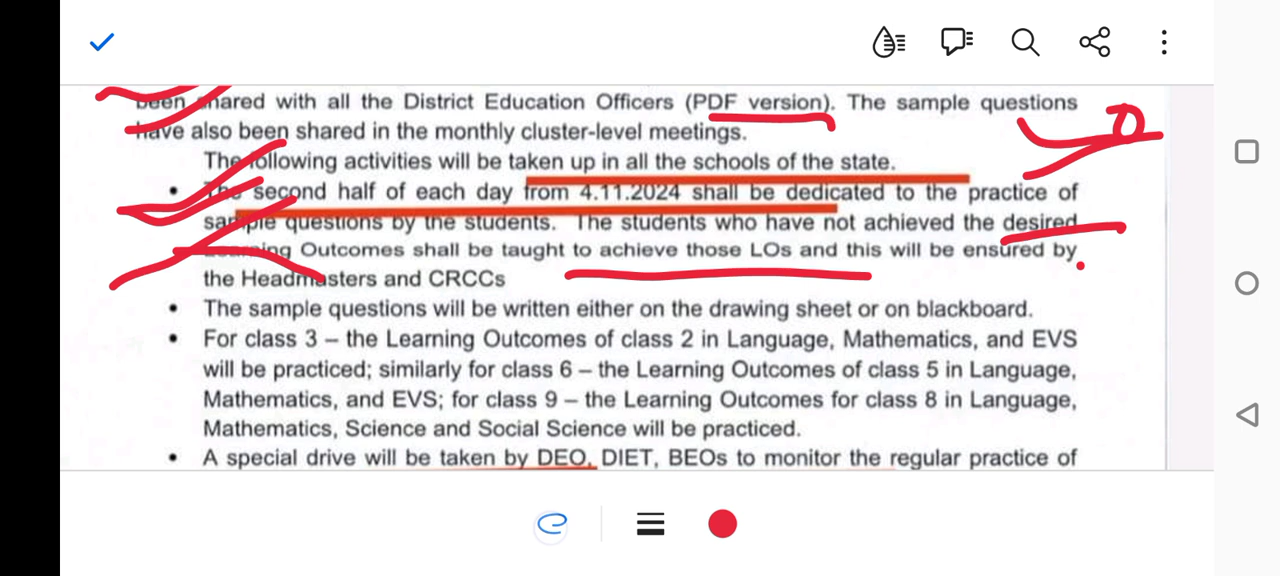 been shared with all the District Education Officers (PDF version). The sample questions
have also been shared in the monthly cluster-level meetings.
The following activities will be taken up in all the schools of the state.
• The second half of each day from 4.11.2024 shall be dedicated to the practice of
sample questions by the students. The students who have not achieved the desired
Learning Outcomes shall be taught to achieve those LOs and this will be ensured by
the Headmasters and CRCCs
• The sample questions will be written either on the drawing sheet or on blackboard.
• For class 3 – the Learning Outcomes of class 2 in Language, Mathematics, and EVS
will be practiced; similarly for class 6 – the Learning Outcomes of class 5 in Language,
Mathematics, and EVS; for class 9 – the Learning Outcomes for class 8 in Language,
Mathematics, Science and Social Science will be practiced.
• A special drive will be taken by DEO, DIET, BEOs to monitor the regular practice of